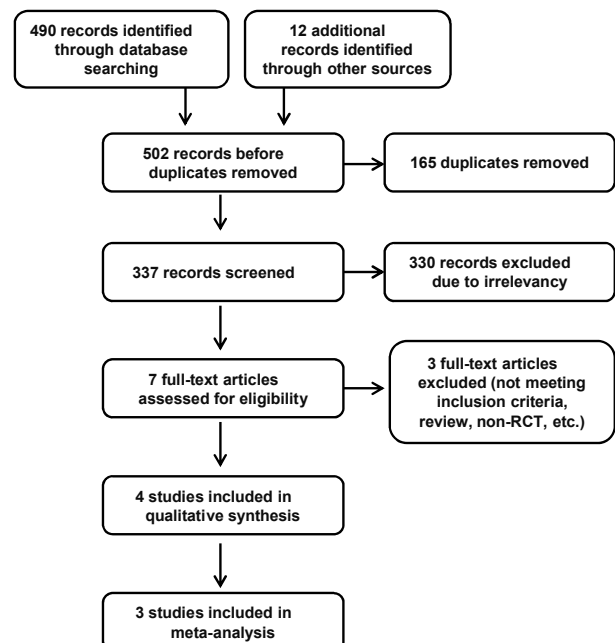 490 records identified
through database
searching
12 additional
records identified
through other sources
502 records before
duplicates removed
165 duplicates removed
337 records screened
330 records excluded
due to irrelevancy
7 full-text articles
assessed for eligibility
3 full-text articles
excluded (not meeting
inclusion criteria,
review, non-RCT, etc.)
4 studies included in
qualitative synthesis
3 studies included in
meta-analysis